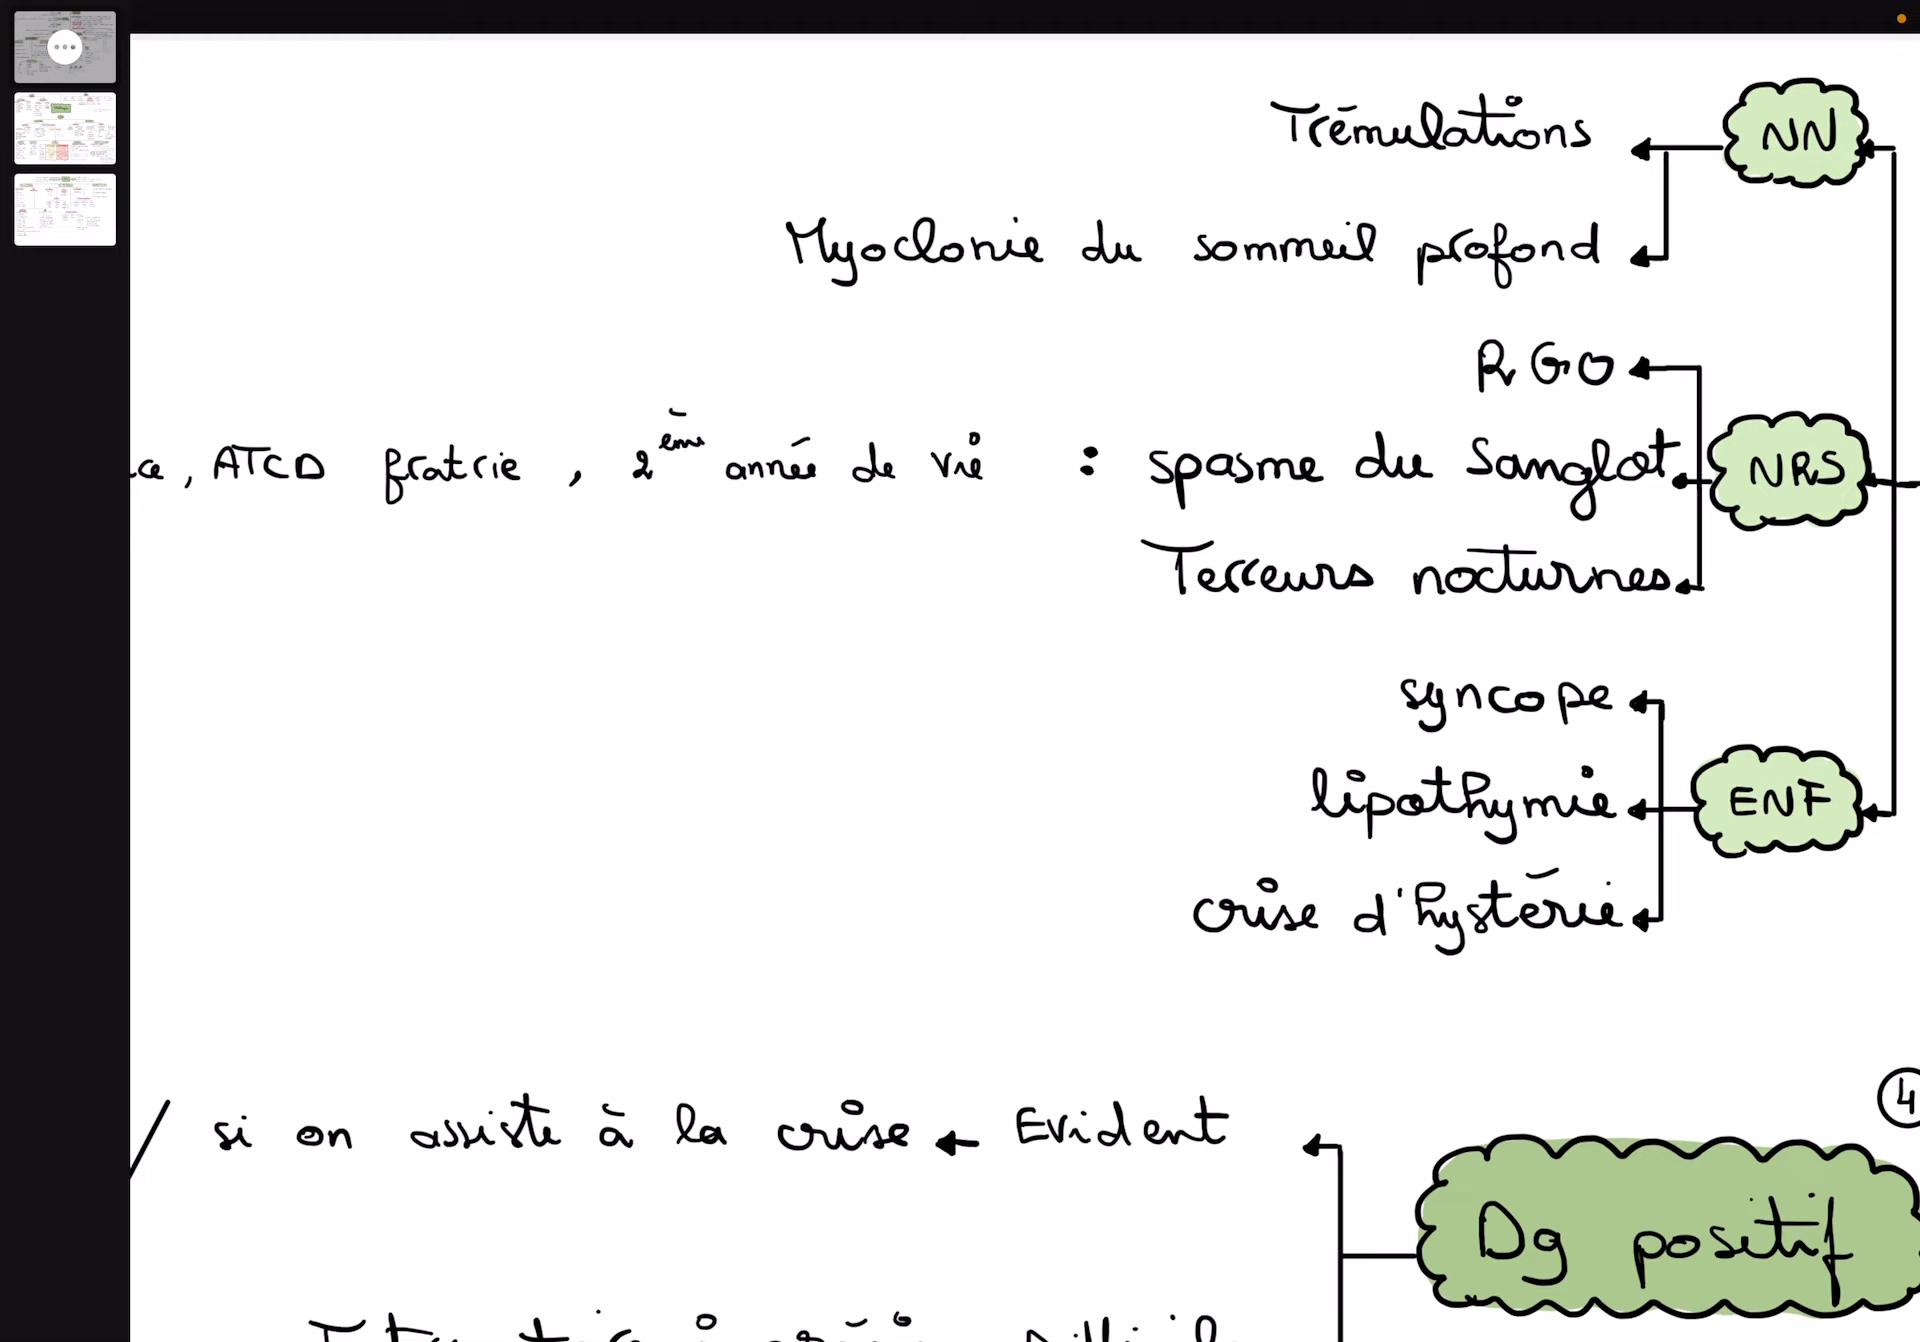 Trémulations
NN
Myoclonie du sommeil profond
RGO
ATCD fratrie, 2ème année de vie : spasme du Sanglot
NRS
Terreurs nocturnes
syncope
lipothymie
ENF
crise d'hystérie
4
/ si on assiste à la crise ← Evident
Dg positif